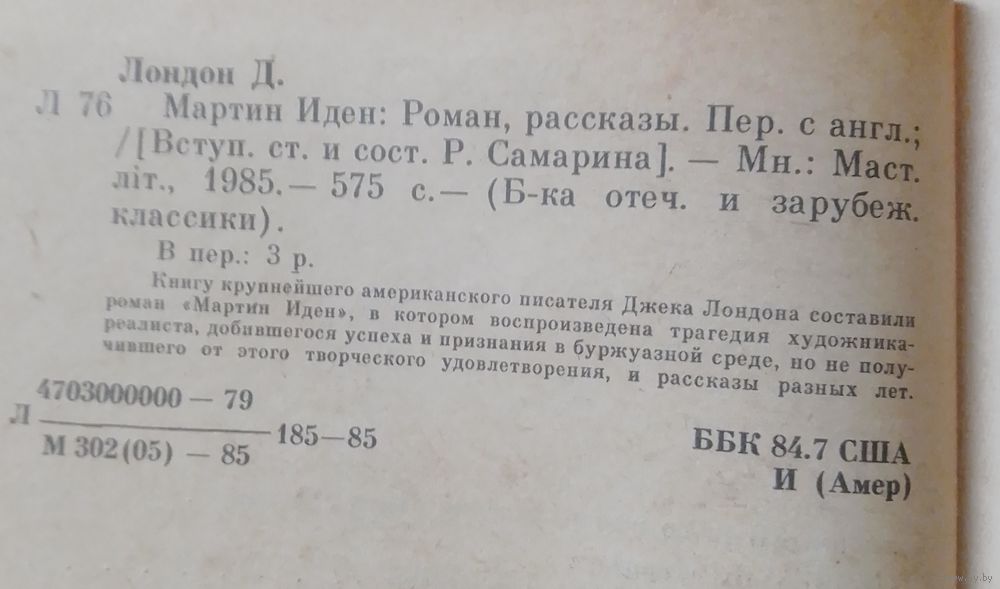 Лондон Д.
Л 76 Мартин Иден: Роман, рассказы. Пер. с англ.;
/[Вступ. ст. и сост. Р. Самарина]. — Мн.: Маст.
літ., 1985.— 575 с.— (Б-ка отеч. и зарубеж.
классики).
В пер.: 3 р.
Книгу крупнейшего американского писателя Джека Лондона составили
роман «Мартин Иден», в котором воспроизведена трагедия художника-
реалиста, добившегося успеха и признания в буржуазной среде, но не полу-
чившего от этого творческого удовлетворения, и рассказы разных лет.
4703000000 — 79
Л 185—85
М 302(05) — 85
ББК 84.7 США
И (Амер)